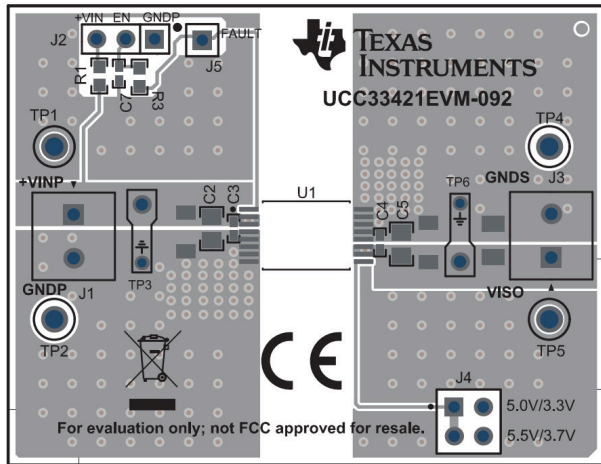 +VIN EN GNDP
J2
FAULT
J5
R1
C7
R3
TEXAS
INSTRUMENTS
UCC33421EVM-092
TP1
TP4
+VINP
C2
C3
U1
C4
C5
TP6
GNDS
J3
GNDP
J1
TP3
VISO
TP2
TP5
CE
J4
5.0V/3.3V
5.5V/3.7V
For evaluation only; not FCC approved for resale.